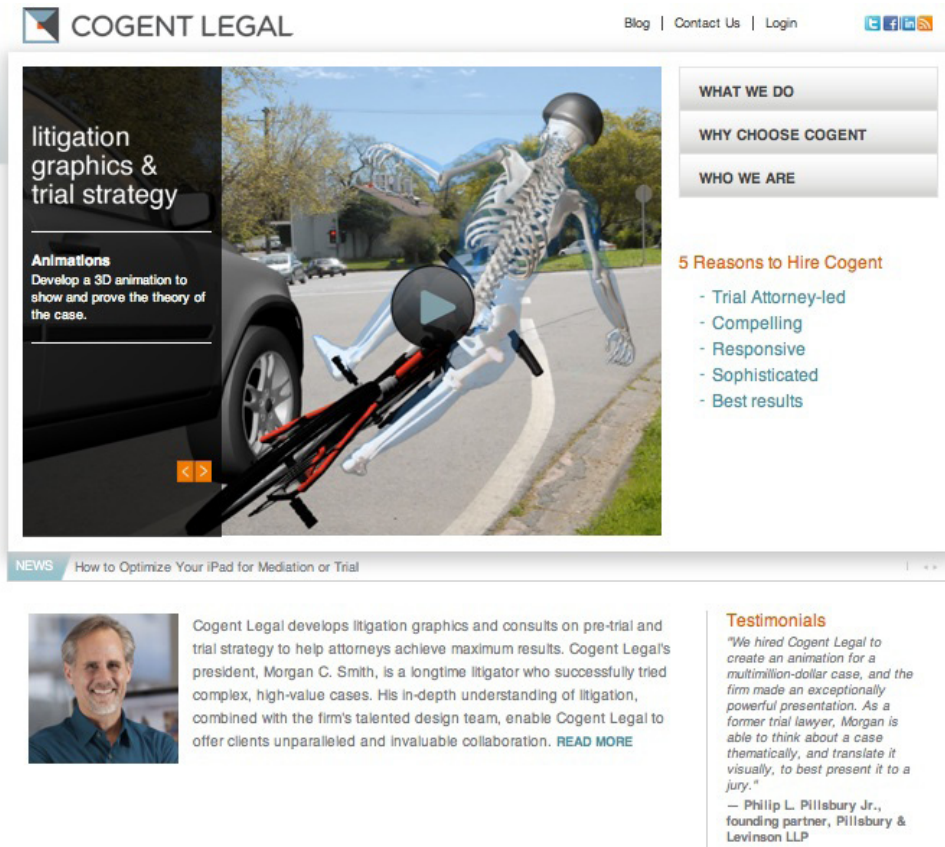 COGENT LEGAL
Blog | Contact Us | Login
litigation
graphics &
trial strategy
Animations
Develop a 3D animation to
show and prove the theory of
the case.
WHAT WE DO
WHY CHOOSE COGENT
WHO WE ARE
5 Reasons to Hire Cogent
- Trial Attorney-led
- Compelling
- Responsive
- Sophisticated
- Best results
NEWS How to Optimize Your iPad for Mediation or Trial
Cogent Legal develops litigation graphics and consults on pre-trial and
trial strategy to help attorneys achieve maximum results. Cogent Legal's
president, Morgan C. Smith, is a longtime litigator who successfully tried
complex, high-value cases. His in-depth understanding of litigation,
combined with the firm's talented design team, enable Cogent Legal to
offer clients unparalleled and invaluable collaboration. READ MORE
Testimonials
"We hired Cogent Legal to
create an animation for a
multimillion-dollar case, and the
firm made an exceptionally
powerful presentation. As a
former trial lawyer, Morgan is
able to think about a case
thematically, and translate it
visually, to best present it to a
jury."
— Philip L. Pillsbury Jr.,
founding partner, Pillsbury &
Levinson LLP